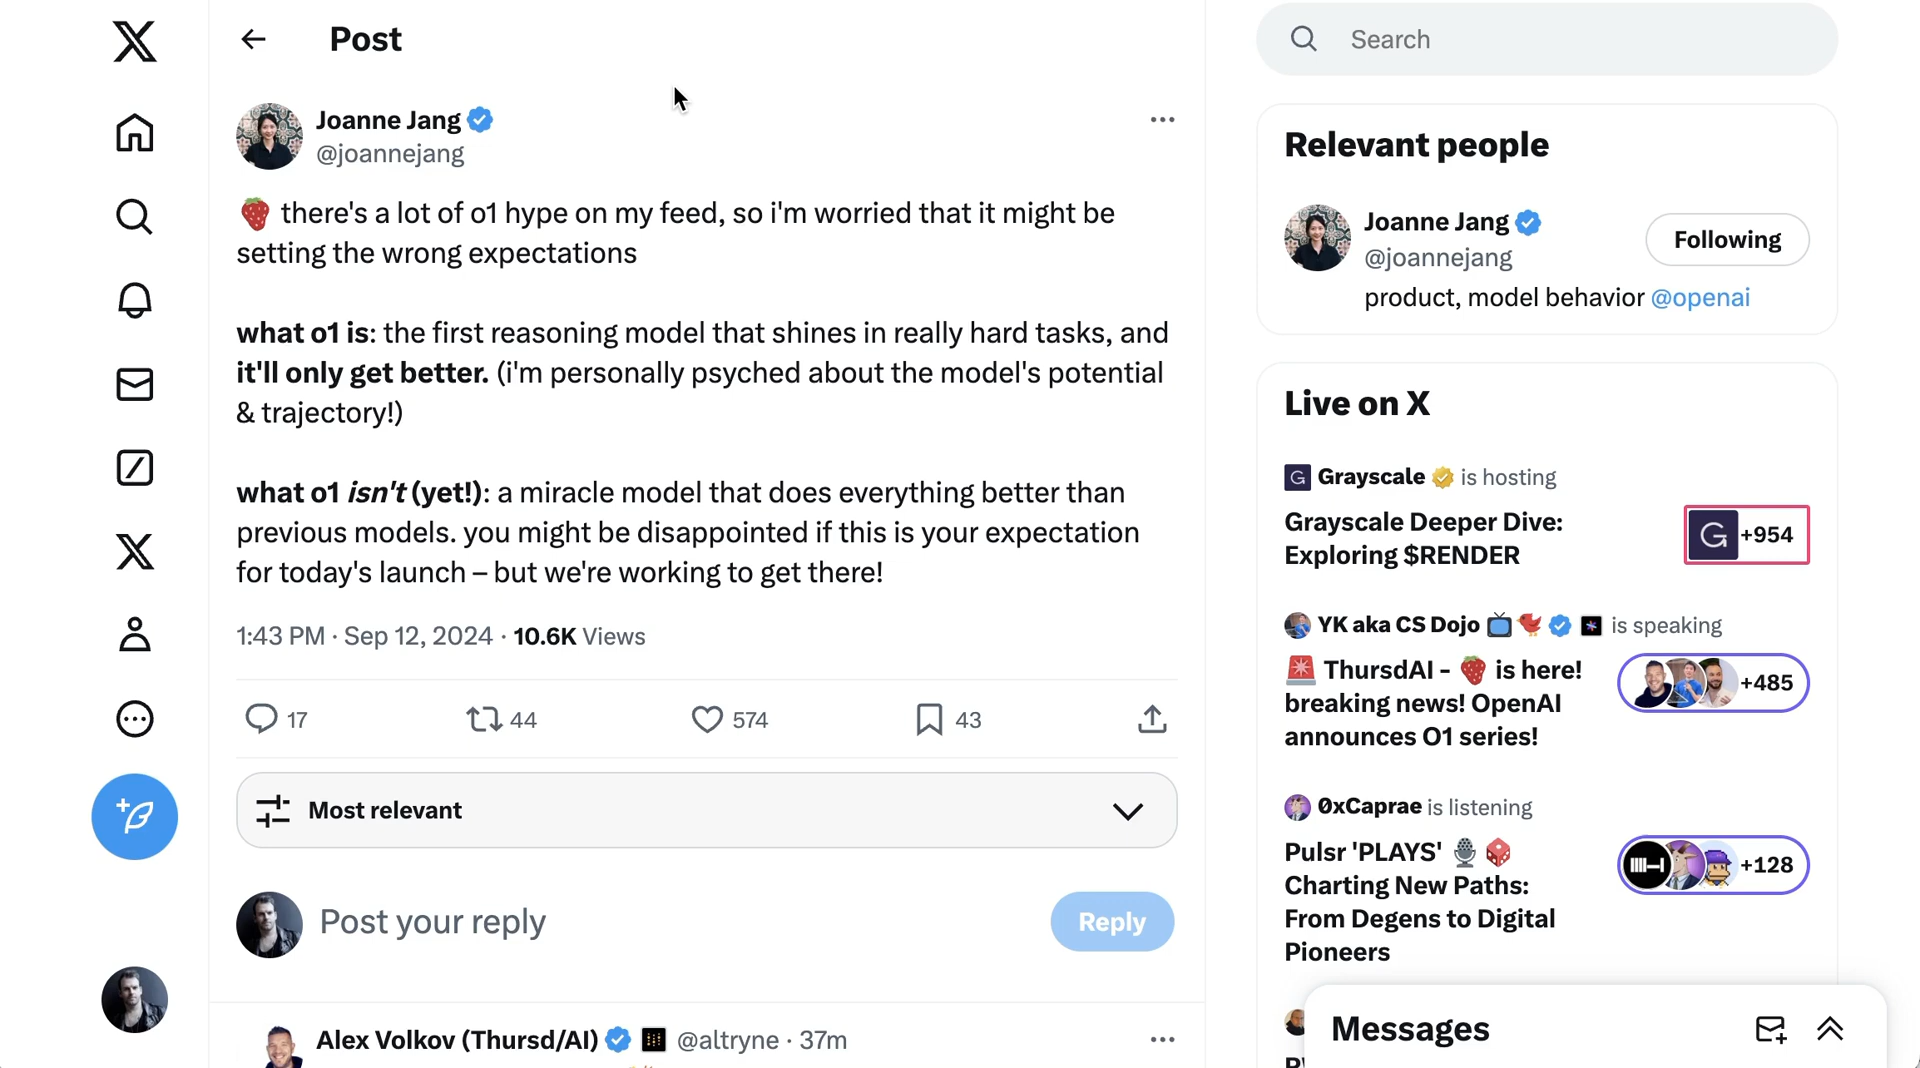 Post
Joanne Jang
@joannejang
🍓 there's a lot of o1 hype on my feed, so i'm worried that it might be
setting the wrong expectations
what o1 is: the first reasoning model that shines in really hard tasks, and
it'll only get better. (i'm personally psyched about the model's potential
& trajectory!)
what o1 isn't (yet!): a miracle model that does everything better than
previous models. you might be disappointed if this is your expectation
for today's launch – but we're working to get there!
1:43 PM · Sep 12, 2024 · 10.6K Views
17 44 574 43
Most relevant
Post your reply Reply
Alex Volkov (Thursd/AI) @altryne · 37m
Search
Relevant people
Joanne Jang
@joannejang
Following
product, model behavior @openai
Live on X
Grayscale is hosting
Grayscale Deeper Dive:
Exploring $RENDER
G +954
YK aka CS Dojo 📺🐦 is speaking
🚨 ThursdAI - 🍓 is here!
breaking news! OpenAI
announces O1 series!
+485
0xCaprae is listening
Pulsr 'PLAYS' 🎙️🎲
Charting New Paths:
From Degens to Digital
Pioneers
+128
Messages